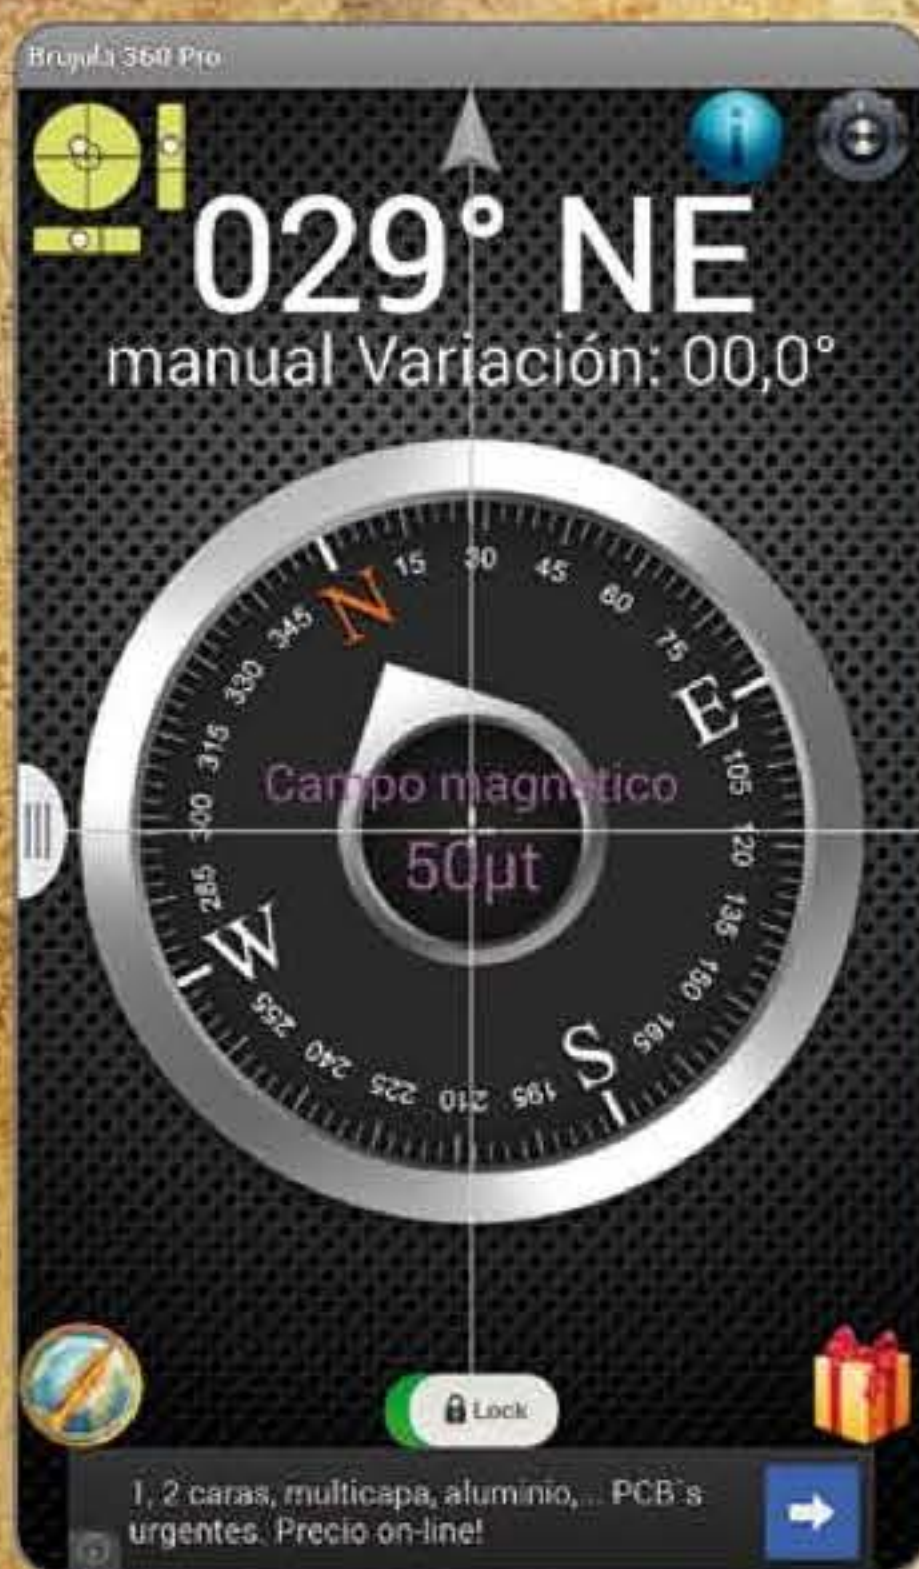 Brujula 360 Pro
029° NE
manual Variación: 00,0°
N
15
30
45
60
75
E
105
120
135
150
165
S
195
210
225
240
255
W
285
300
315
330
345
Campo magnético
50µt
Lock
1, 2 caras, multicapa, aluminio,... PCB`s
urgentes. Precio on-line!